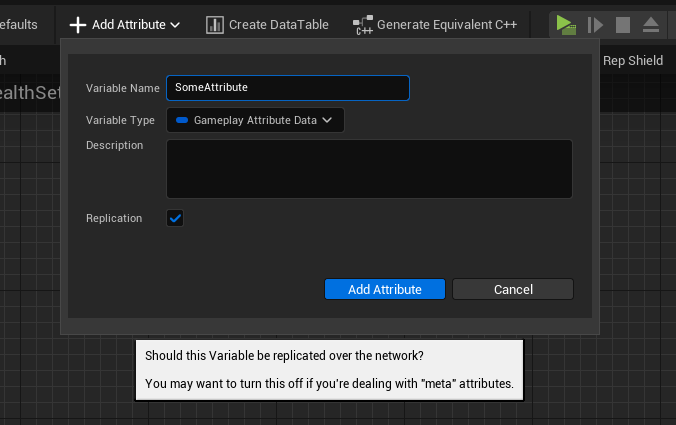 efaults
Add Attribute
Create DataTable
C++
Generate Equivalent C++
h
Rep Shield
ealthSet
Variable Name
SomeAttribute
Variable Type
Gameplay Attribute Data
Description
Replication
Add Attribute
Cancel
Should this Variable be replicated over the network?
You may want to turn this off if you're dealing with "meta" attributes.